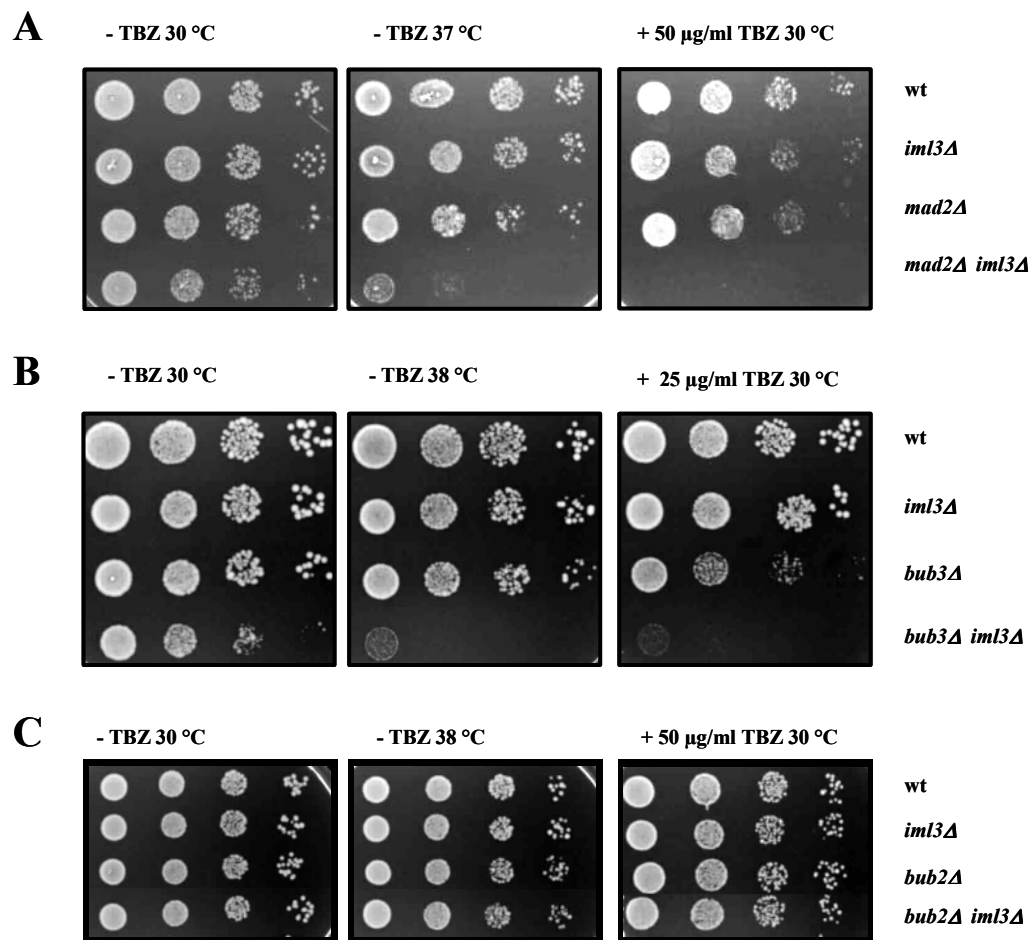 A
- TBZ 30 °C
- TBZ 37 °C
+ 50 µg/ml TBZ 30 °C
wt
iml3Δ
mad2Δ
mad2Δ iml3Δ
B
- TBZ 30 °C
- TBZ 38 °C
+ 25 µg/ml TBZ 30 °C
wt
iml3Δ
bub3Δ
bub3Δ iml3Δ
C
- TBZ 30 °C
- TBZ 38 °C
+ 50 µg/ml TBZ 30 °C
wt
iml3Δ
bub2Δ
bub2Δ iml3Δ